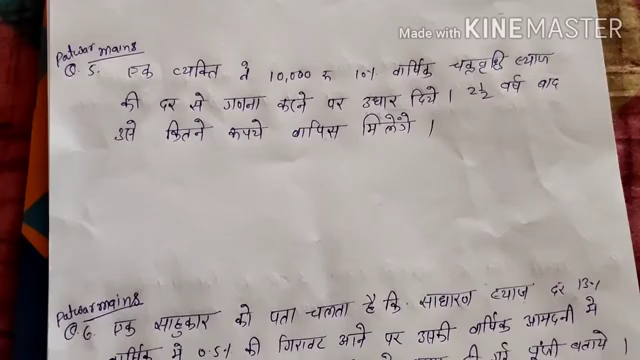 Made with KINEMASTER
Patwar mains
Q. 5. एक व्यक्ति ने 10,000 रु 10% वार्षिक चक्रवृद्धि ब्याज
की दर से गणना करने पर उधार दिये । 2½ वर्ष बाद
उसे कितने रूपये वापिस मिलेगे ।
Patwar mains
Q. 6. एक साहुकार को पता चलता है कि साधारण ब्याज दर 13%
वार्षिक में 0.5% की गिरावट आने पर उसकी वार्षिक आमदनी में
की गई पूंजी बताये ।